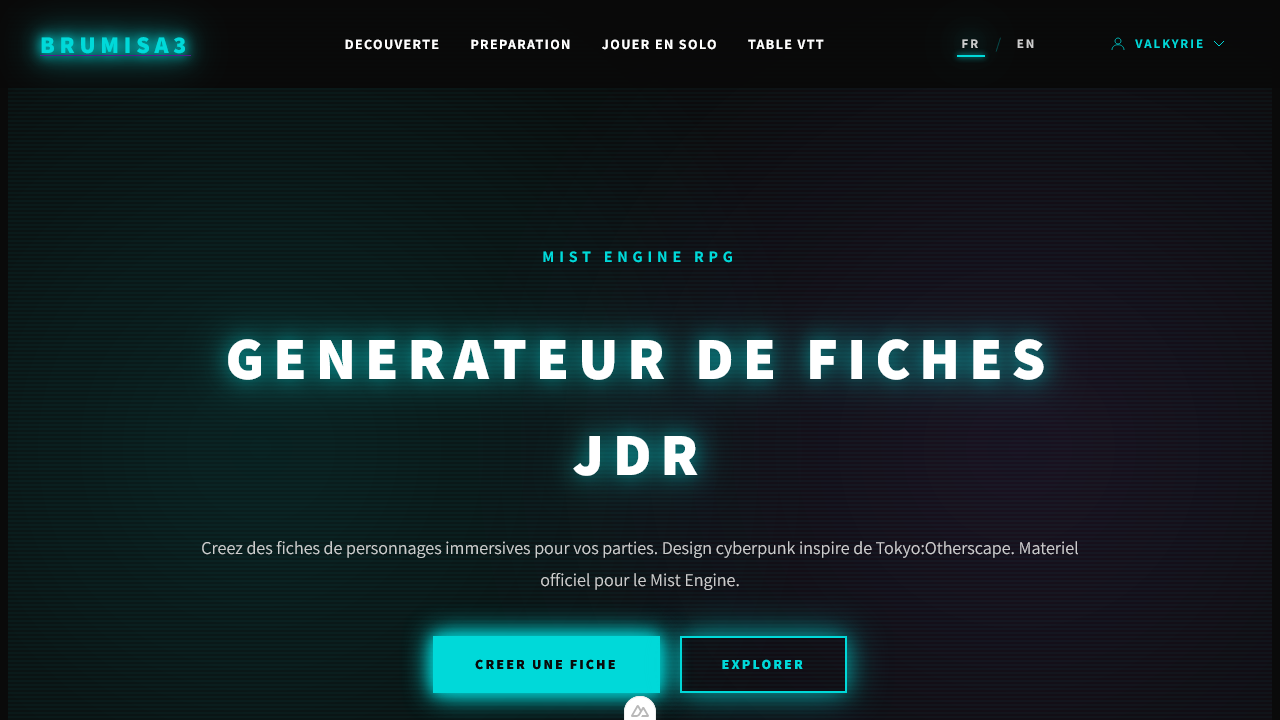 BRUMISA3
DECOUVERTE
PREPARATION
JOUER EN SOLO
TABLE VTT
FR / EN
VALKYRIE
MIST ENGINE RPG
GENERATEUR DE FICHES
JDR
Creez des fiches de personnages immersives pour vos parties. Design cyberpunk inspire de Tokyo:Otherscape. Materiel
officiel pour le Mist Engine.
CREER UNE FICHE
EXPLORER